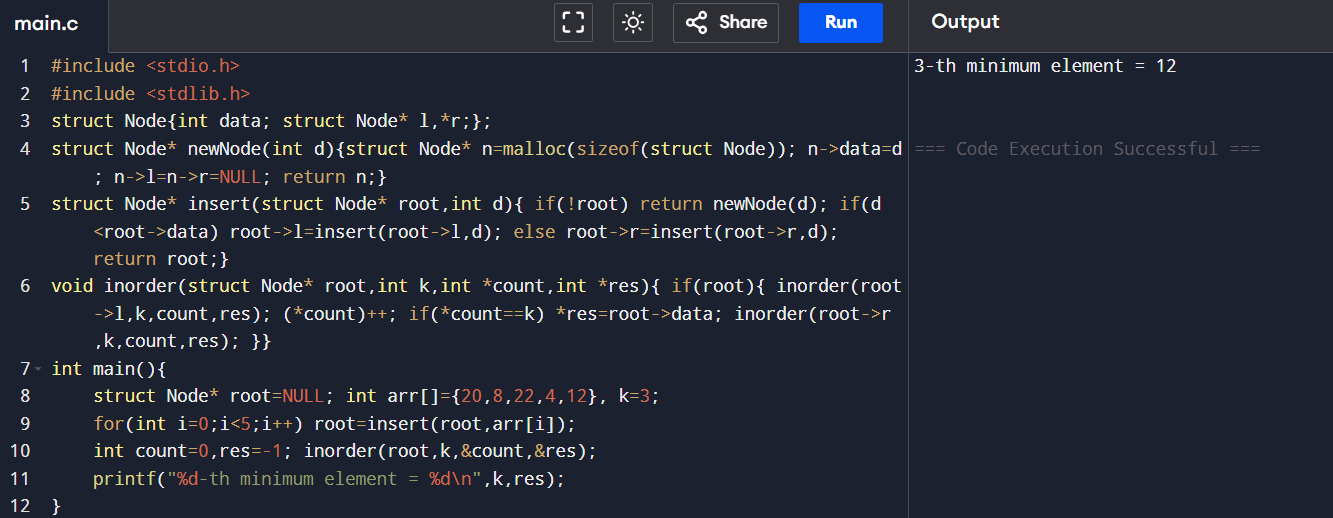 main.c Share Run Output
1 #include <stdio.h>
2 #include <stdlib.h>
3 struct Node{int data; struct Node* l,*r;};
4 struct Node* newNode(int d){struct Node* n=malloc(sizeof(struct Node)); n->data=d
; n->l=n->r=NULL; return n;}
5 struct Node* insert(struct Node* root,int d){ if(!root) return newNode(d); if(d
<root->data) root->l=insert(root->l,d); else root->r=insert(root->r,d);
return root;}
6 void inorder(struct Node* root,int k,int *count,int *res){ if(root){ inorder(root
->l,k,count,res); (*count)++; if(*count==k) *res=root->data; inorder(root->r
,k,count,res); }}
7 int main(){
8 struct Node* root=NULL; int arr[]={20,8,22,4,12}, k=3;
9 for(int i=0;i<5;i++) root=insert(root,arr[i]);
10 int count=0,res=-1; inorder(root,k,&count,&res);
11 printf("%d-th minimum element = %d\n",k,res);
12 }
3-th minimum element = 12
=== Code Execution Successful ===